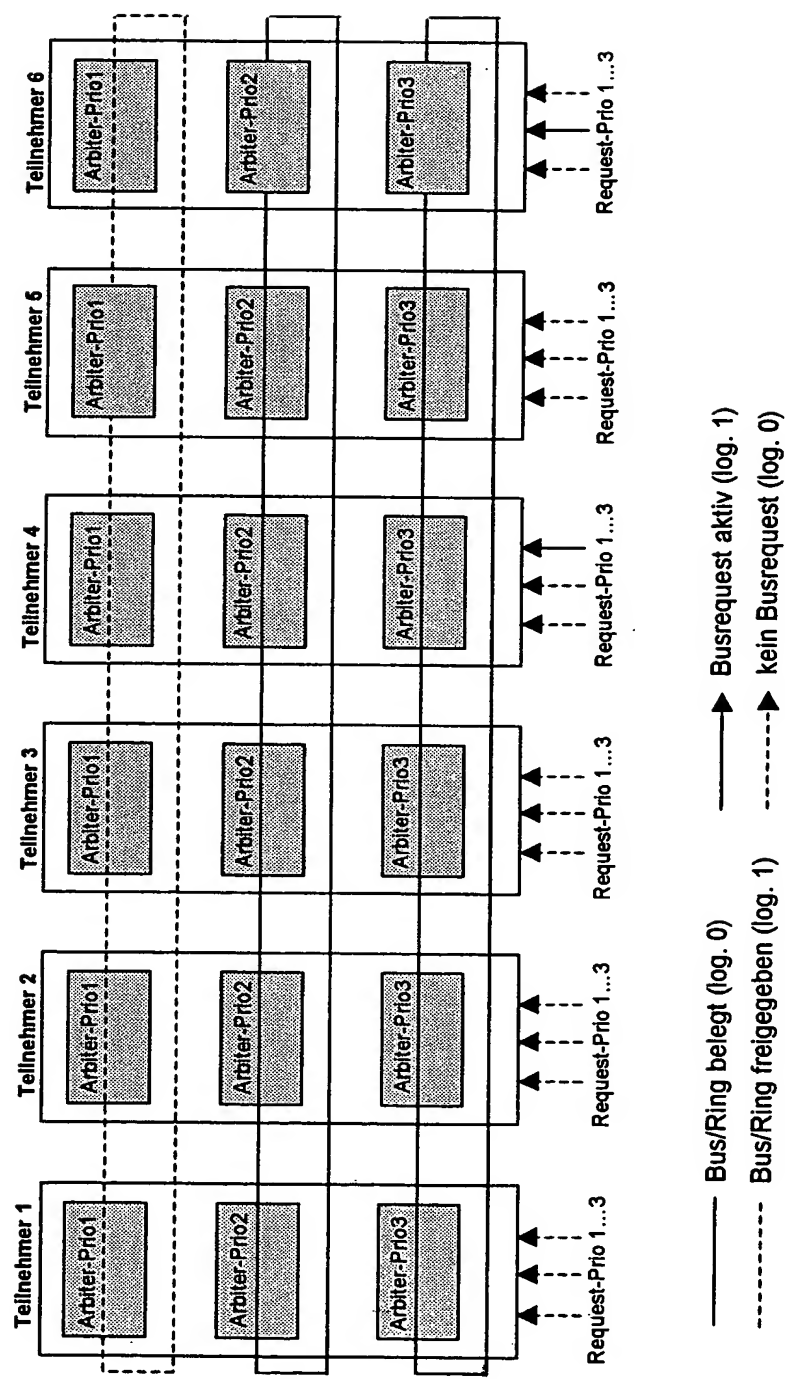 Teilnehmer 1
Teilnehmer 2
Teilnehmer 3
Teilnehmer 4
Teilnehmer 6
Teilnehmer 6
Arbiter-Prio1
Arbiter-Prio1
Arbiter-Prio1
Arbiter-Prio1
Arbiter-Prio1
Arbiter-Prio1
Arbiter-Prio2
Arbiter-Prio2
Arbiter-Prio2
Arbiter-Prio2
Arbiter-Prio2
Arbiter-Prio2
Arbiter-Prio3
Arbiter-Prio3
Arbiter-Prio3
Arbiter-Prio3
Arbiter-Prio3
Arbiter-Prio3
Request-Prio 1...3
Request-Prio 1...3
Request-Prio 1...3
Request-Prio 1...3
Request-Prio 1...3
Request-Prio 1...3
Bus/Ring belegt (log. 0)
Busrequest aktiv (log. 1)
Bus/Ring freigegeben (log. 1)
kein Busrequest (log. 0)